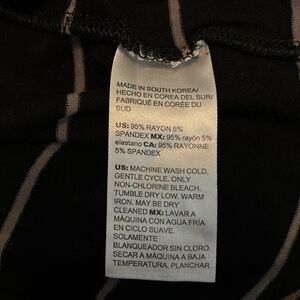 MADE IN SOUTH KOREA/
HECHO EN COREA DEL SUR/
FABRIQUÉ EN CORÉE DU
SUD
US: 95% RAYON 5%
SPANDEX MX: 95% rayón 5%
elastano CA: 95% RAYONNE
5% SPANDEX
US: MACHINE WASH COLD,
GENTLE CYCLE. ONLY
NON-CHLORINE BLEACH,
TUMBLE DRY LOW. WARM
IRON. MAY BE DRY
CLEANED MX: LAVAR A
MÁQUINA CON AGUA FRÍA
EN CICLO SUAVE.
SOLAMENTE
BLANQUEADOR SIN CLORO.
SECAR A MÁQUINA A BAJA
TEMPERATURA, PLANCHAR